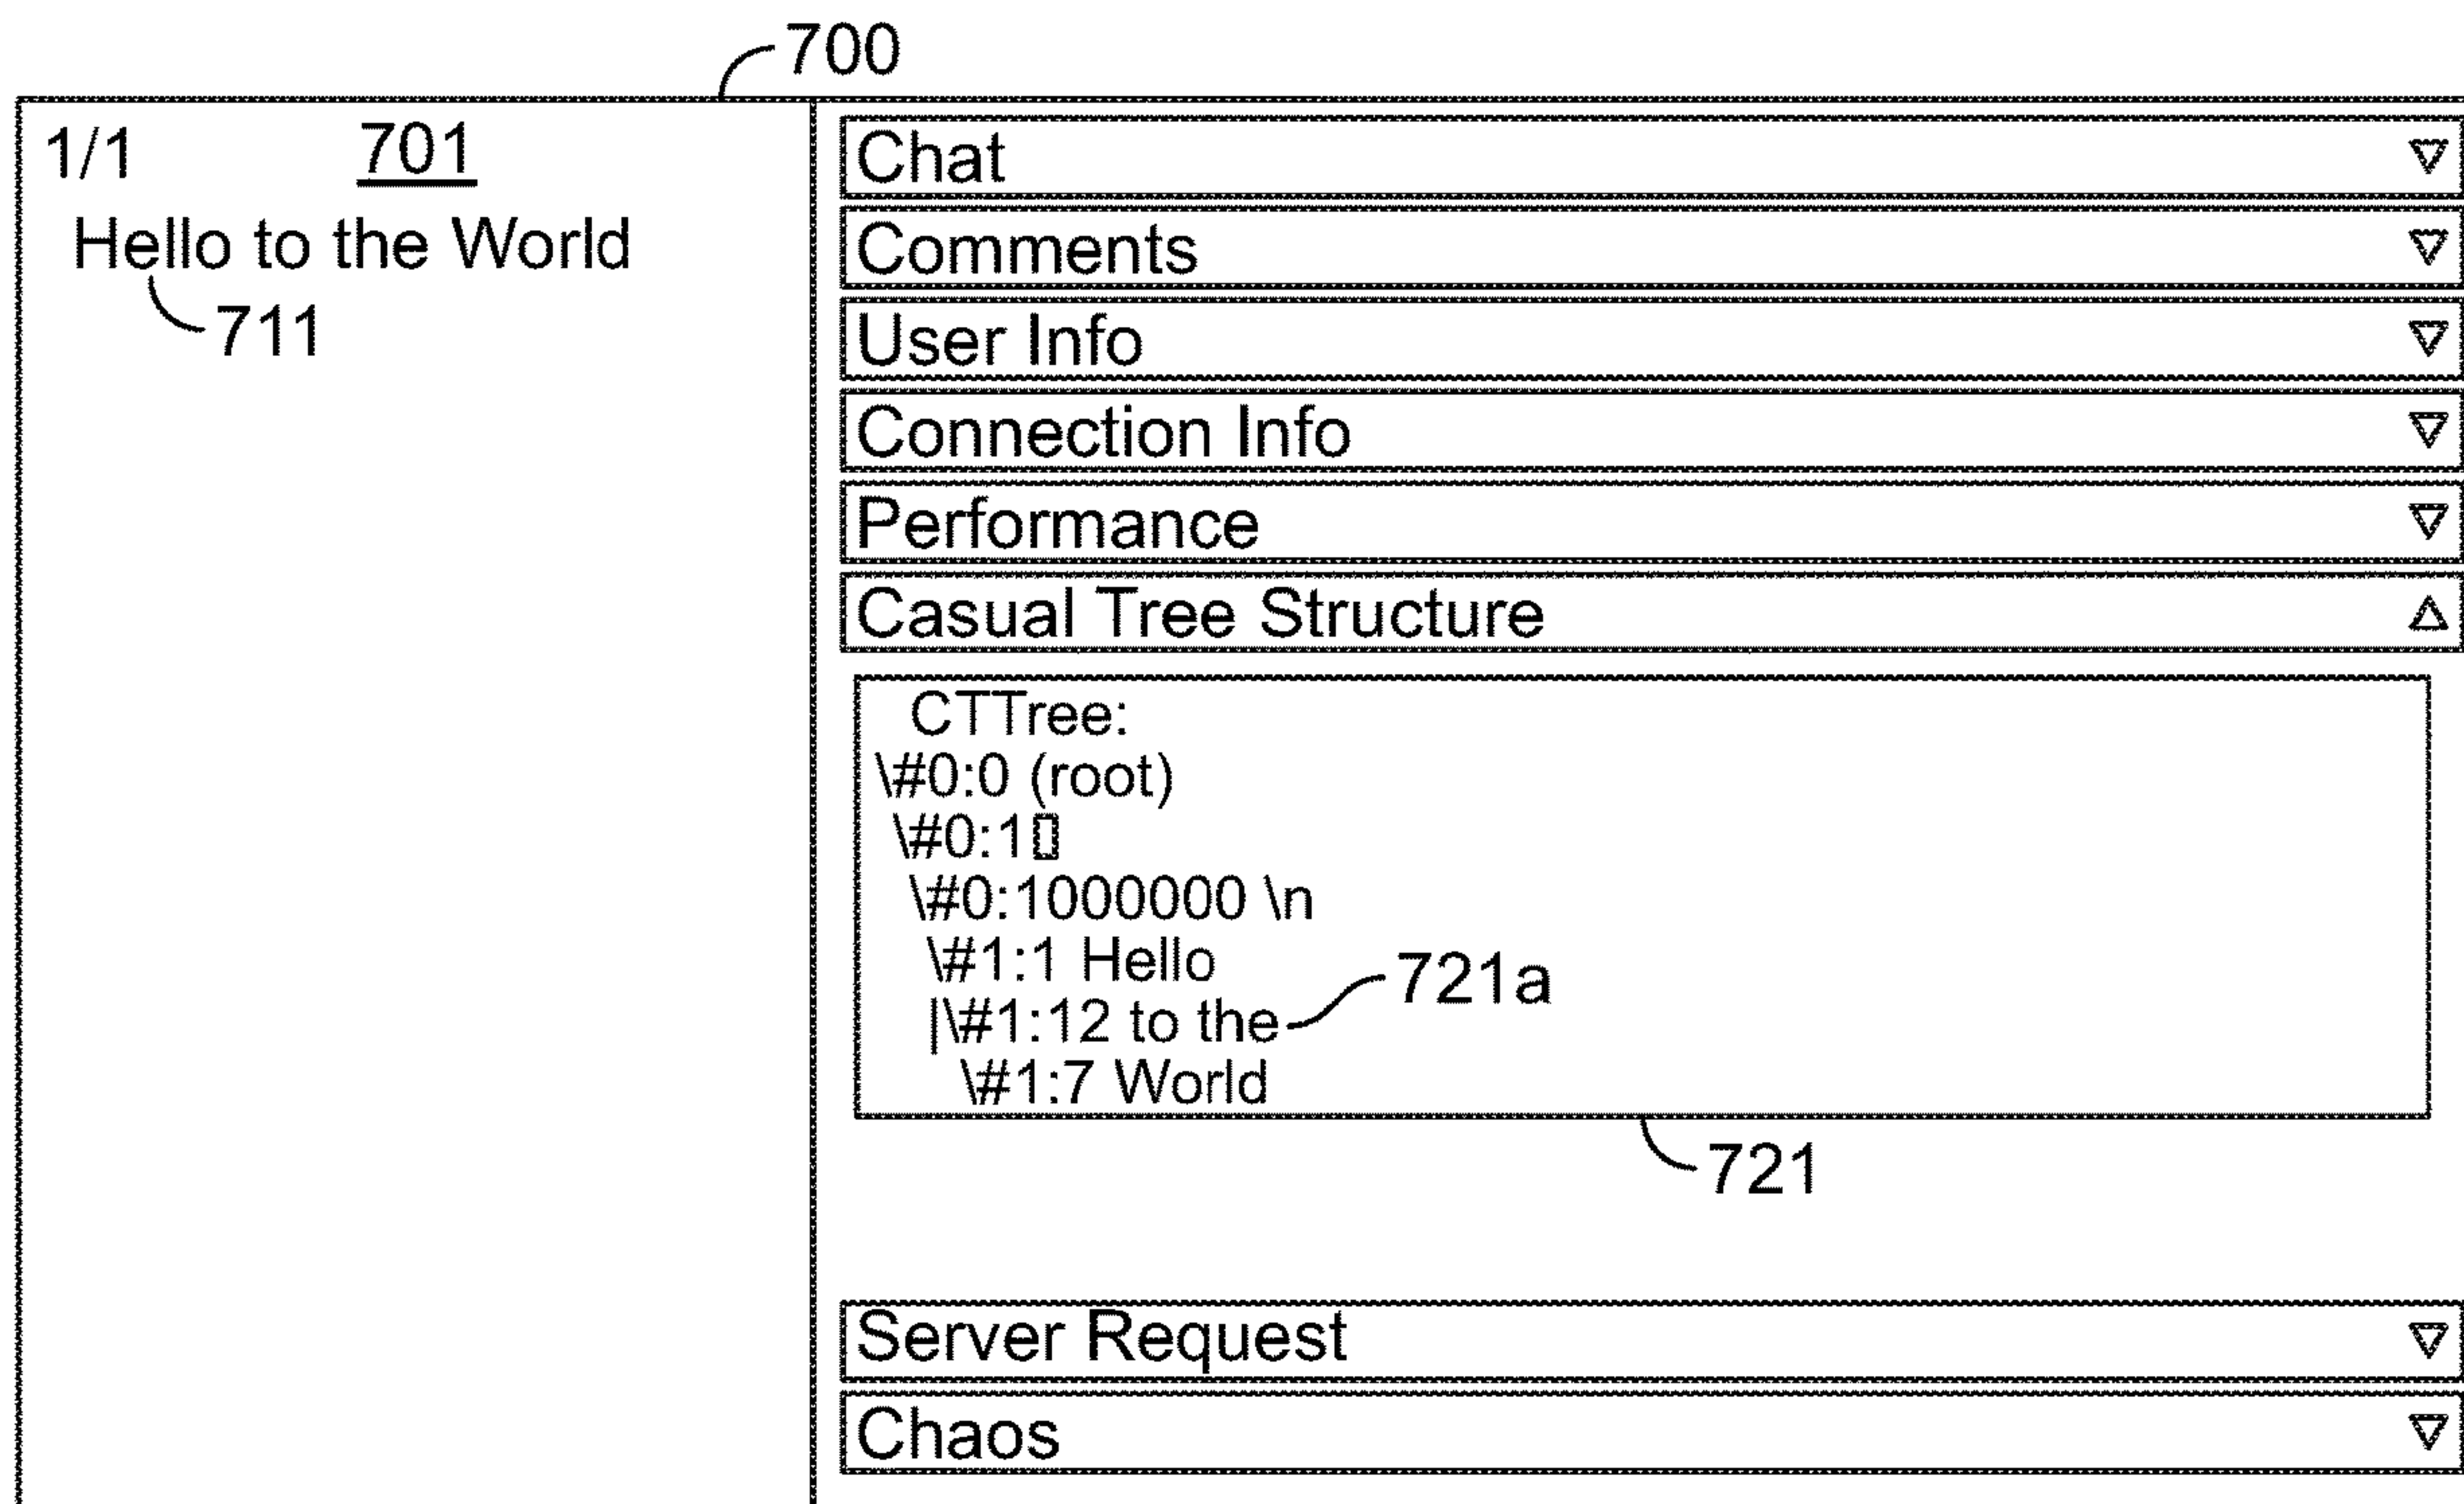 700
1/1 701
Hello to the World
711
Chat
Comments
User Info
Connection Info
Performance
Casual Tree Structure
CTTree:
\#0:0 (root)
\#0:1▯
\#0:1000000 \n
\#1:1 Hello
|\#1:12 to the
721a
\#1:7 World
721
Server Request
Chaos